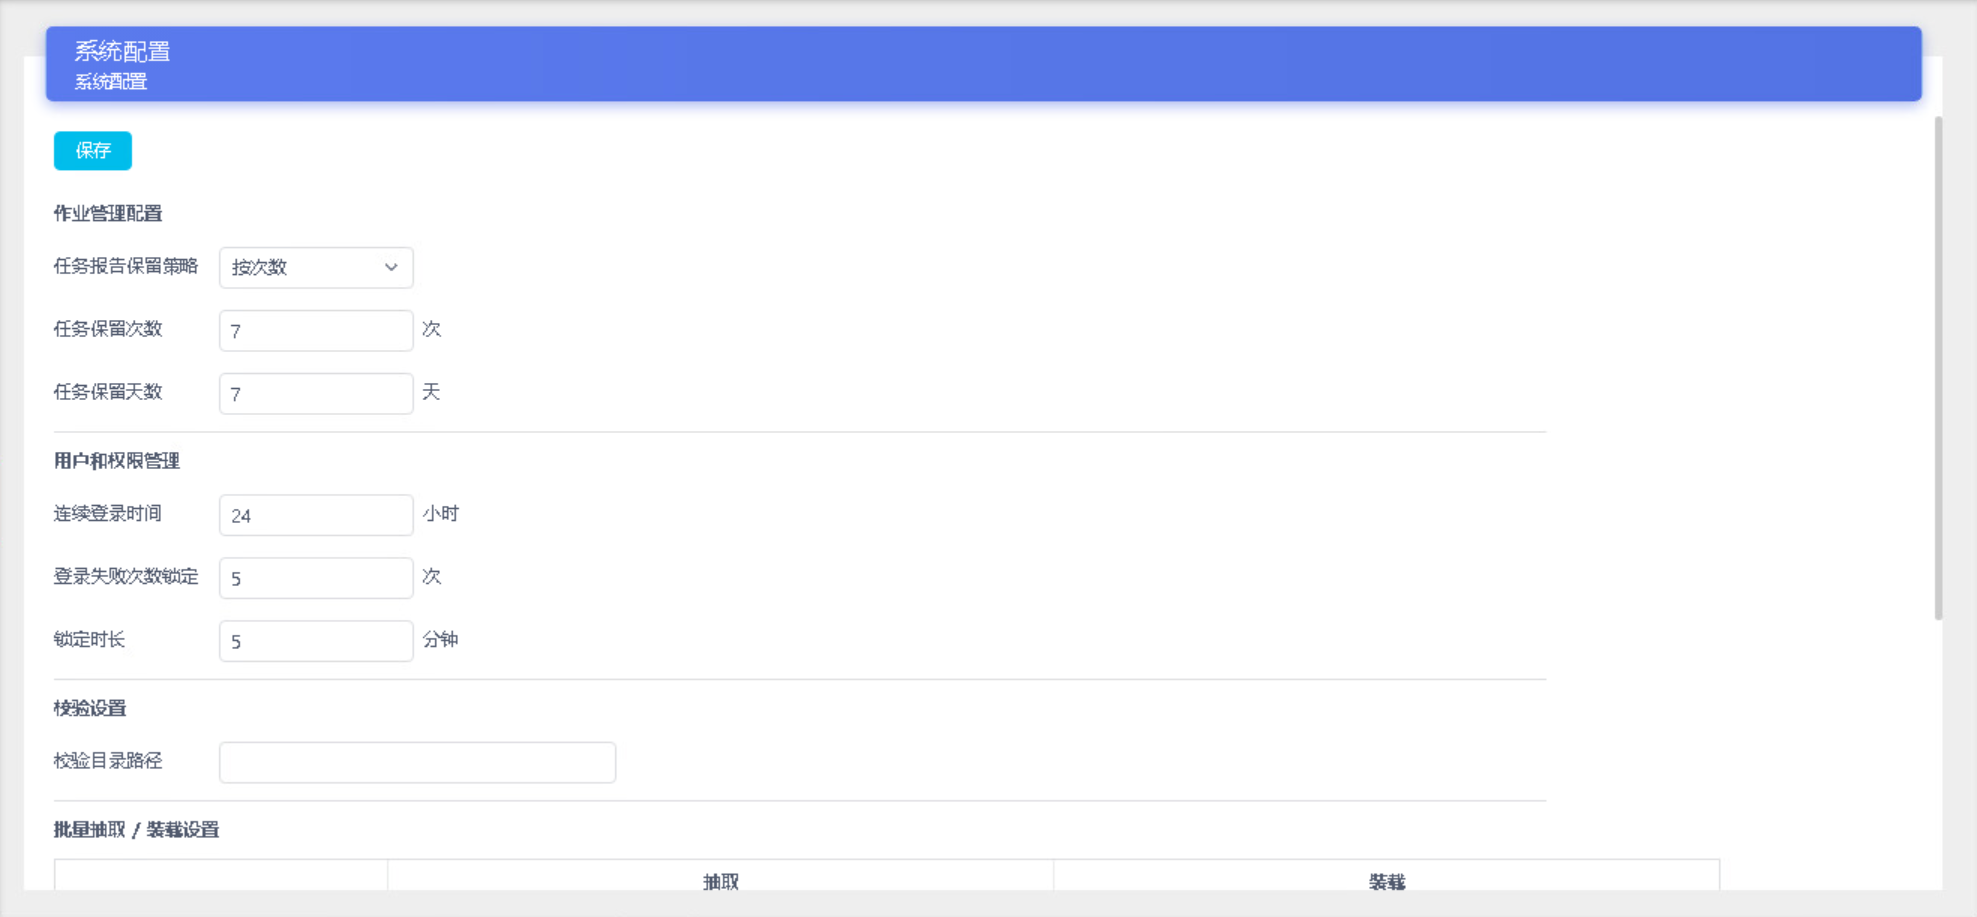 系统配置
系统配置
保存
作业管理配置
任务报告保留策略 按次数
任务保留次数 7 次
任务保留天数 7 天
用户和权限管理
连续登录时间 24 小时
登录失败次数锁定 5 次
锁定时长 5 分钟
校验设置
校验目录路径
批量抽取 / 装载设置
抽取 装载